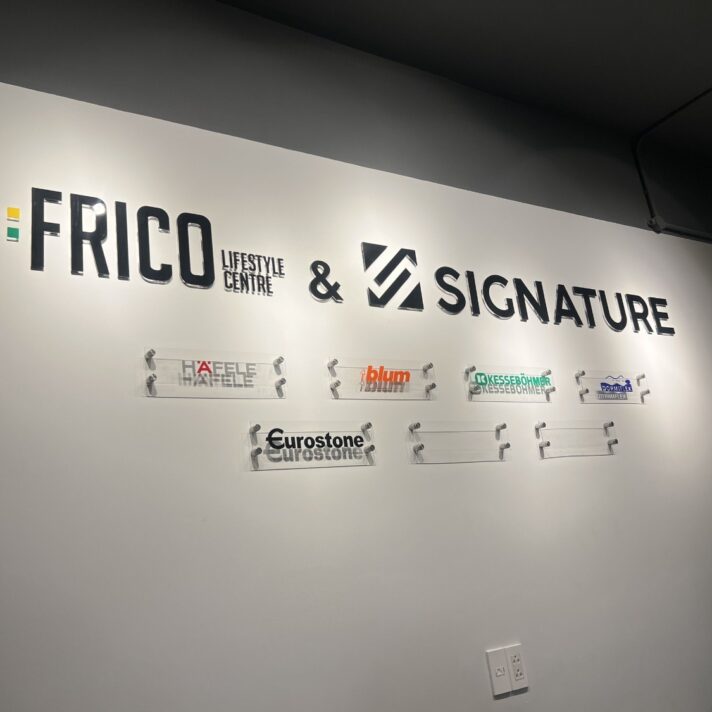 FRICO
LIFESTYLE
CENTRE
&
SIGNATURE
HÄFELE
blum
KESSEBÖHMER
Eurostone